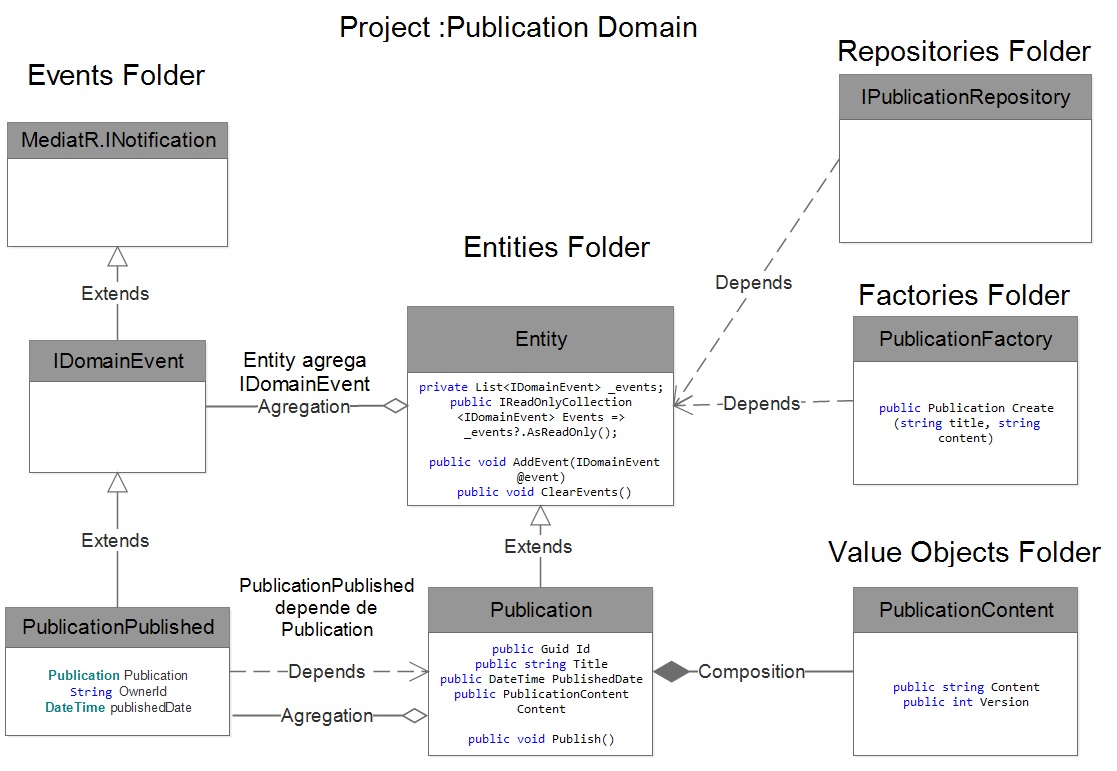 Project :Publication Domain
Events Folder
MediatR.INotification
Extends
IDomainEvent
Entity agrega
IDomainEvent
Agregation
Extends
PublicationPublished
Publication Publication
String OwnerId
DateTime publishedDate
PublicationPublished
depende de
Publication
Depends
Agregation
Entities Folder
Entity
private List<IDomainEvent> _events;
public IReadOnlyCollection
<IDomainEvent> Events =>
_events?.AsReadOnly();
public void AddEvent(IDomainEvent
@event)
public void ClearEvents()
Extends
Publication
public Guid Id
public string Title
public DateTime PublishedDate
public PublicationContent
Content
public void Publish()
Repositories Folder
IPublicationRepository
Depends
Factories Folder
PublicationFactory
public Publication Create
(string title, string
content)
Depends
Value Objects Folder
PublicationContent
public string Content
public int Version
Composition